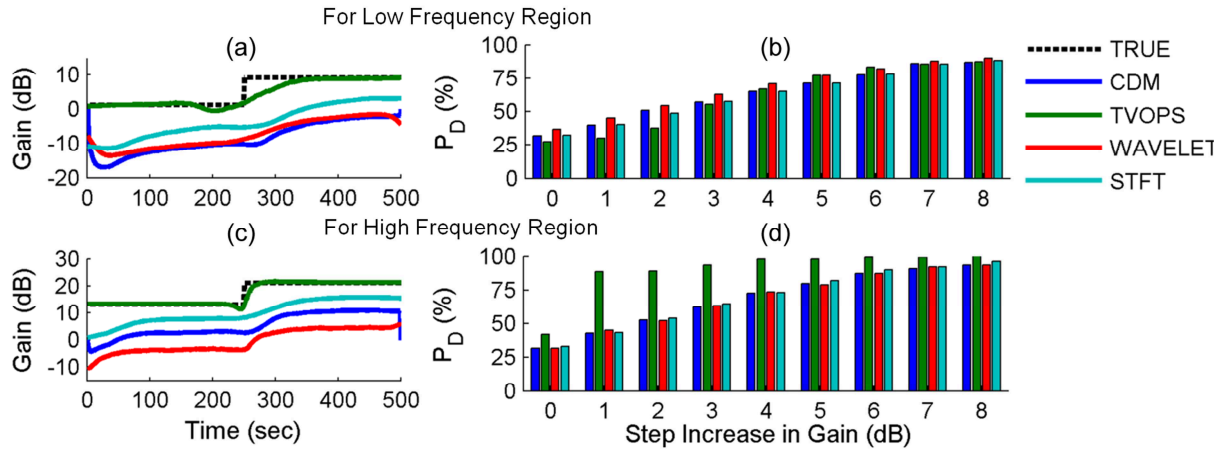 For Low Frequency Region
(a)
(b)
Gain (dB)
10
0
-10
-20
0 100 200 300 400 500
P_D (%)
100
75
50
25
0
0 1 2 3 4 5 6 7 8
TRUE
CDM
TVOPS
WAVELET
STFT
For High Frequency Region
(c)
(d)
Gain (dB)
30
20
10
0
-10
0 100 200 300 400 500
Time (sec)
P_D (%)
100
75
50
25
0
0 1 2 3 4 5 6 7 8
Step Increase in Gain (dB)